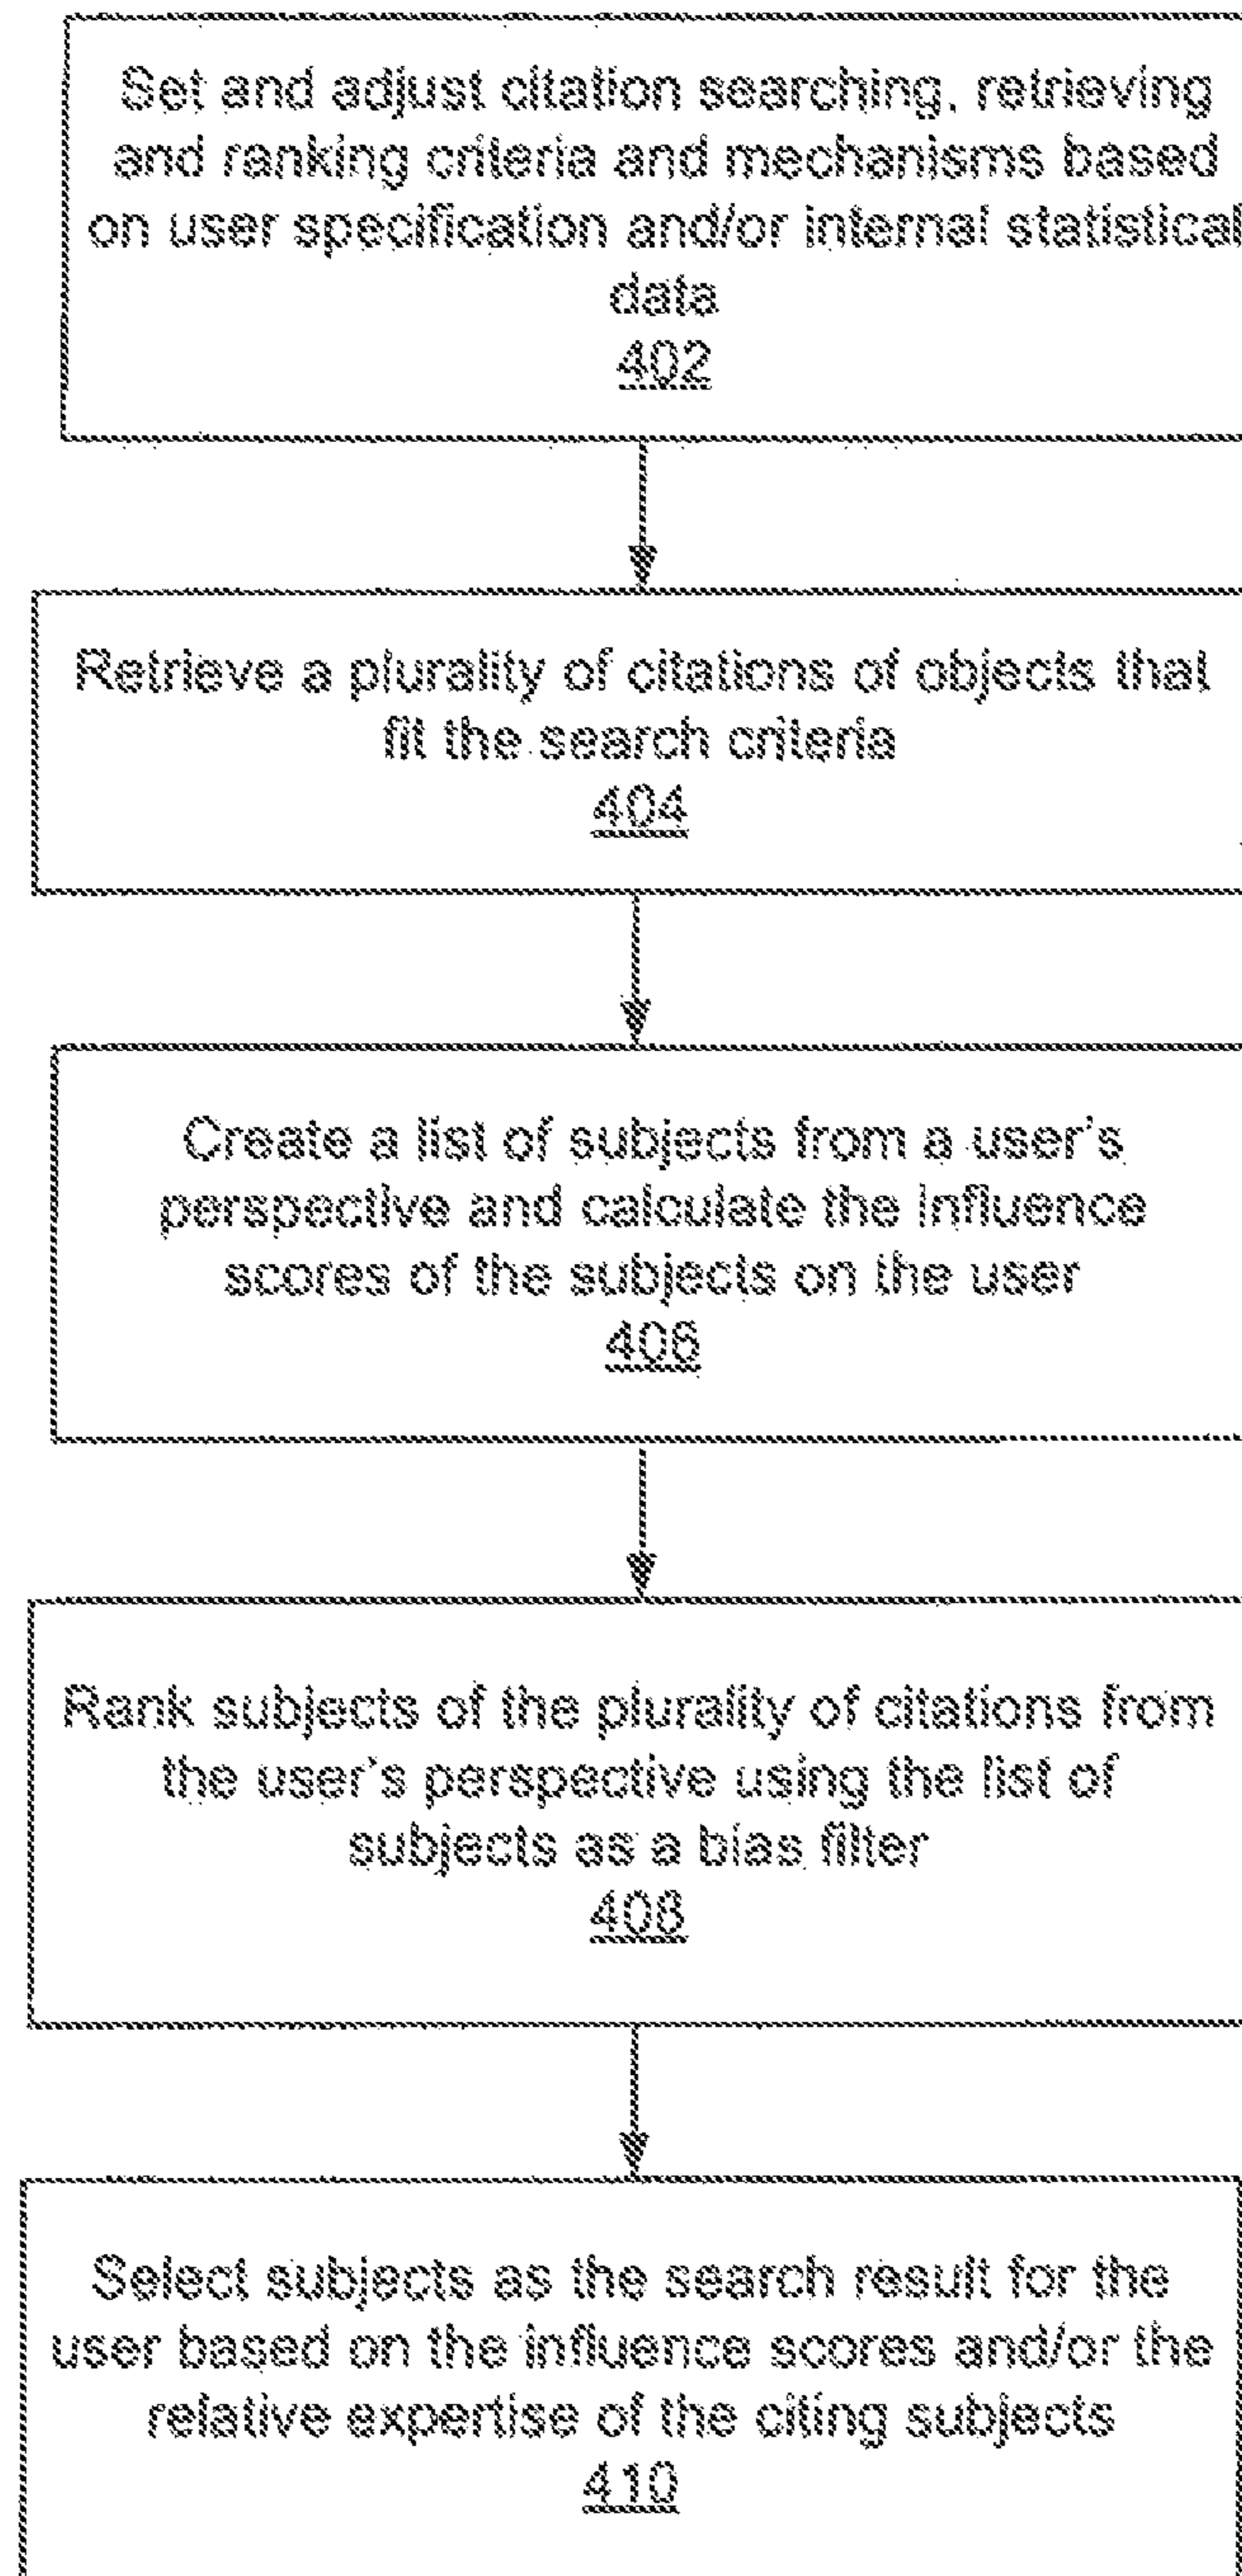 Set and adjust citation searching, retrieving
and ranking criteria and mechanisms based
on user specification and/or internal statistical
data
402
Retrieve a plurality of citations of objects that
fit the search criteria
404
Create a list of subjects from a user's
perspective and calculate the influence
scores of the subjects on the user
406
Rank subjects of the plurality of citations from
the user's perspective using the list of
subjects as a bias filter
408
Select subjects as the search result for the
user based on the influence scores and/or the
relative expertise of the citing subjects
410